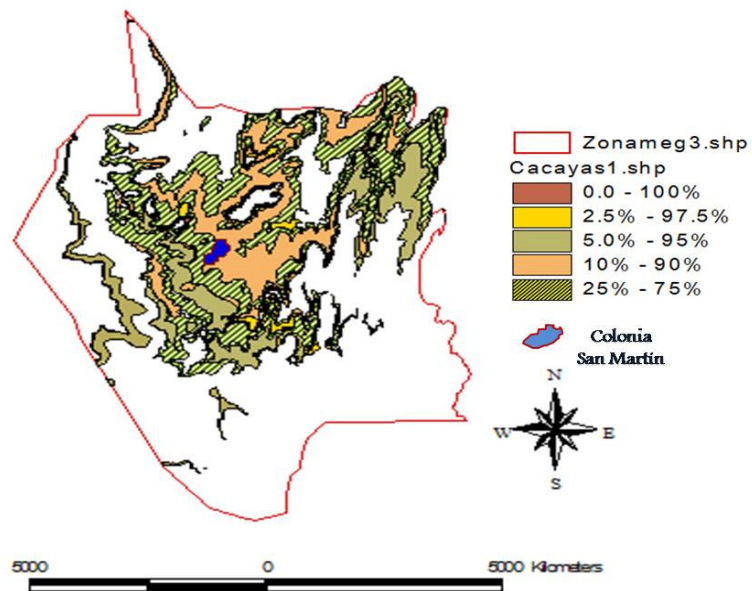 Zonameg3.shp
Cacayas1.shp
0.0 - 100%
2.5% - 97.5%
5.0% - 95%
10% - 90%
25% - 75%
Colonia
San Martín
N
W E
S
5000 0 5000 Kilometers